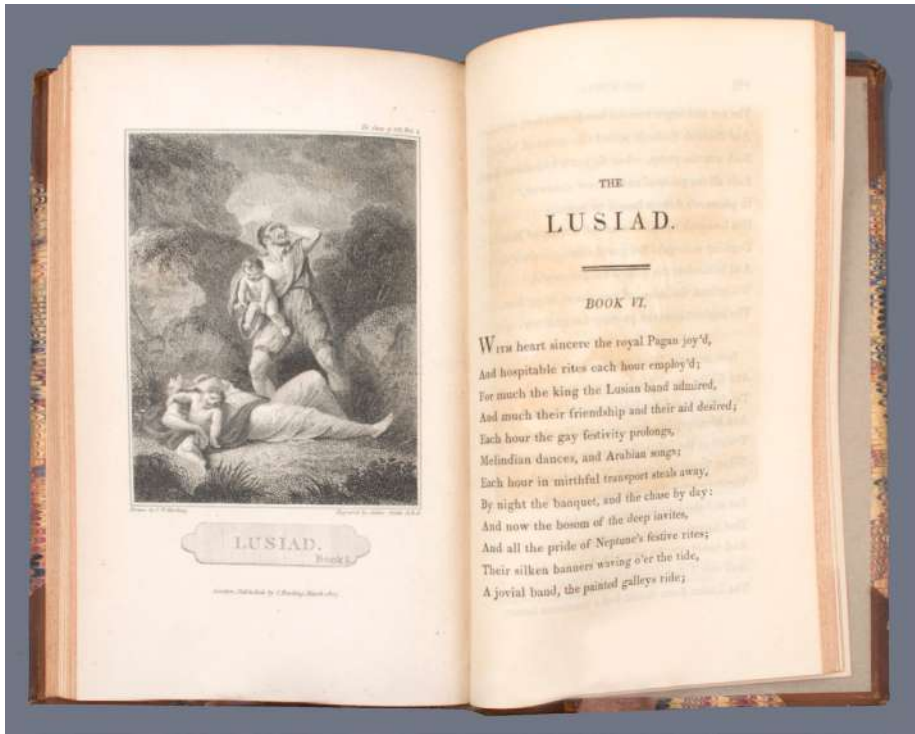 LUSIAD.
Book
London, Published by
THE
LUSIAD.
BOOK VI.
WITH heart sincere the royal Pagan joy'd,
And hospitable rites each hour employ'd;
For much the king the Lusian band admired,
And much their friendship and their aid desired;
Each hour the gay festivity prolongs,
Melindian dances, and Arabian songs;
Each hour in mirthful transport steals away,
By night the banquet, and the chase by day:
And now the bosom of the deep invites,
And all the pride of Neptune's festive rites;
Their silken banners waving o'er the tide,
A jovial band, the painted galleys ride;